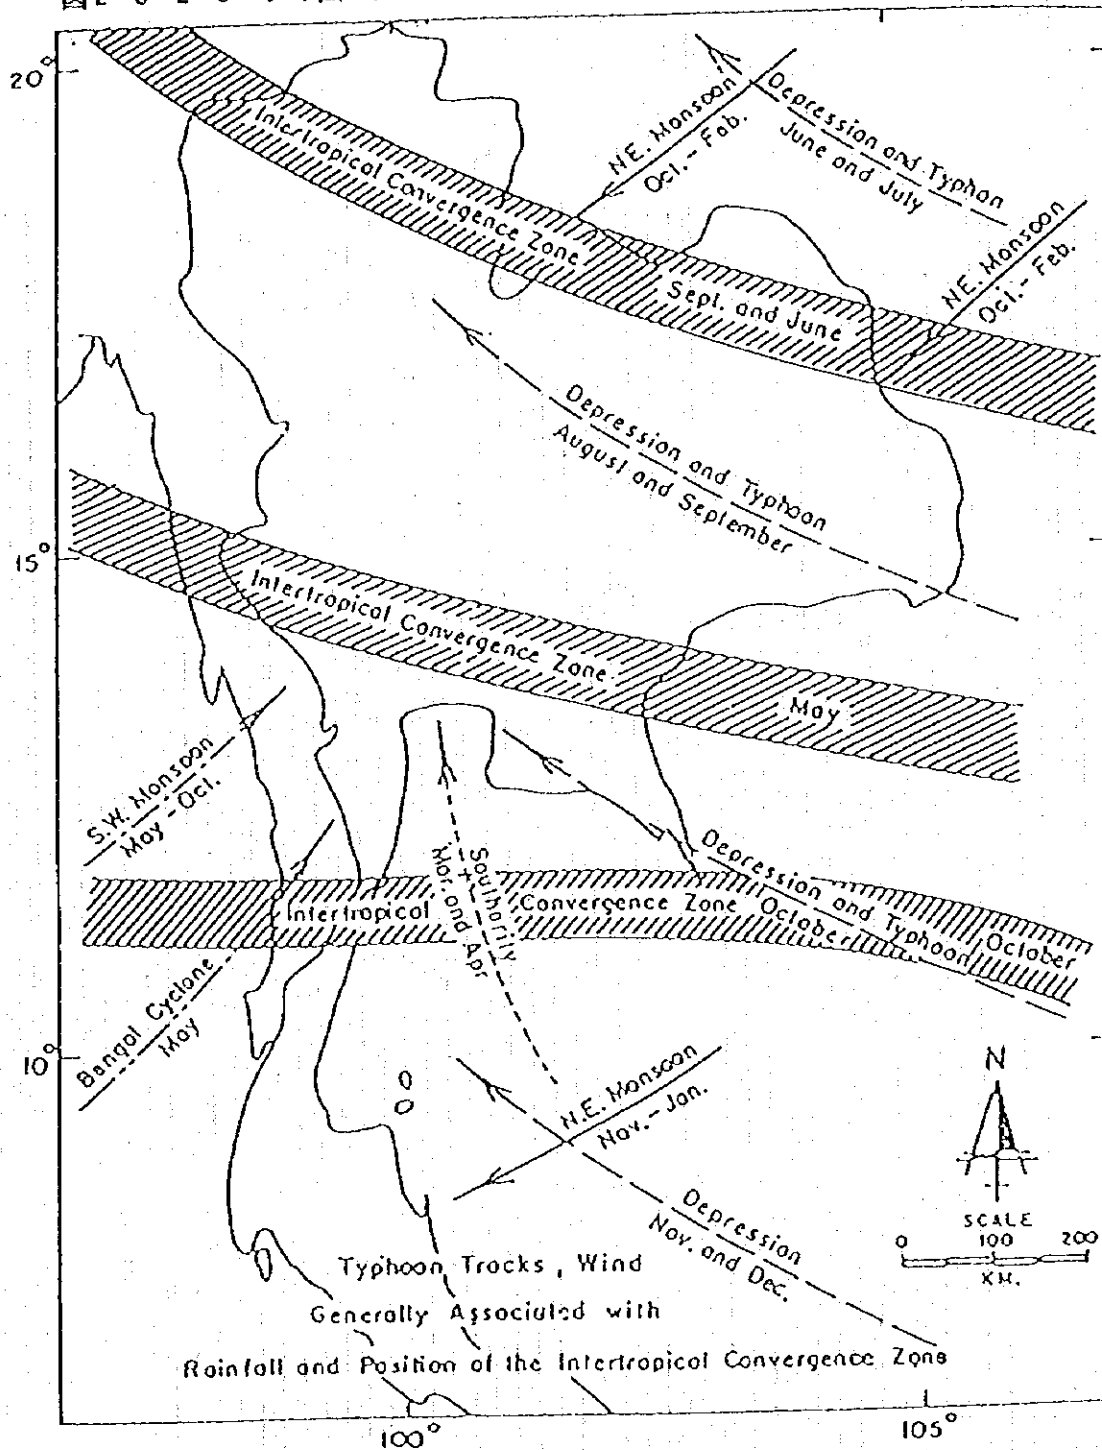 20°
Depression and Typhon
June and July
N.E. Monsoon
Oct. - Feb.
N.E. Monsoon
Oct. - Feb.
Intertropical Convergence Zone
Sept. and June
Depression and Typhoon
August and September
15°
Intertropical Convergence Zone
May
S.W. Monsoon
May - Oct.
Southerity
Mar. and Apr
Depression and Typhoon
October
Intertropical Convergence Zone
October
Bangal Cyclone
May
10°
N.E. Monsoon
Nov. - Jan.
Depression
Nov. and Dec.
N
SCALE
0 100 200
KM.
Typhoon Tracks, Wind
Generally Associated with
Rainfall and Position of the Intertropical Convergence Zone
100°
105°